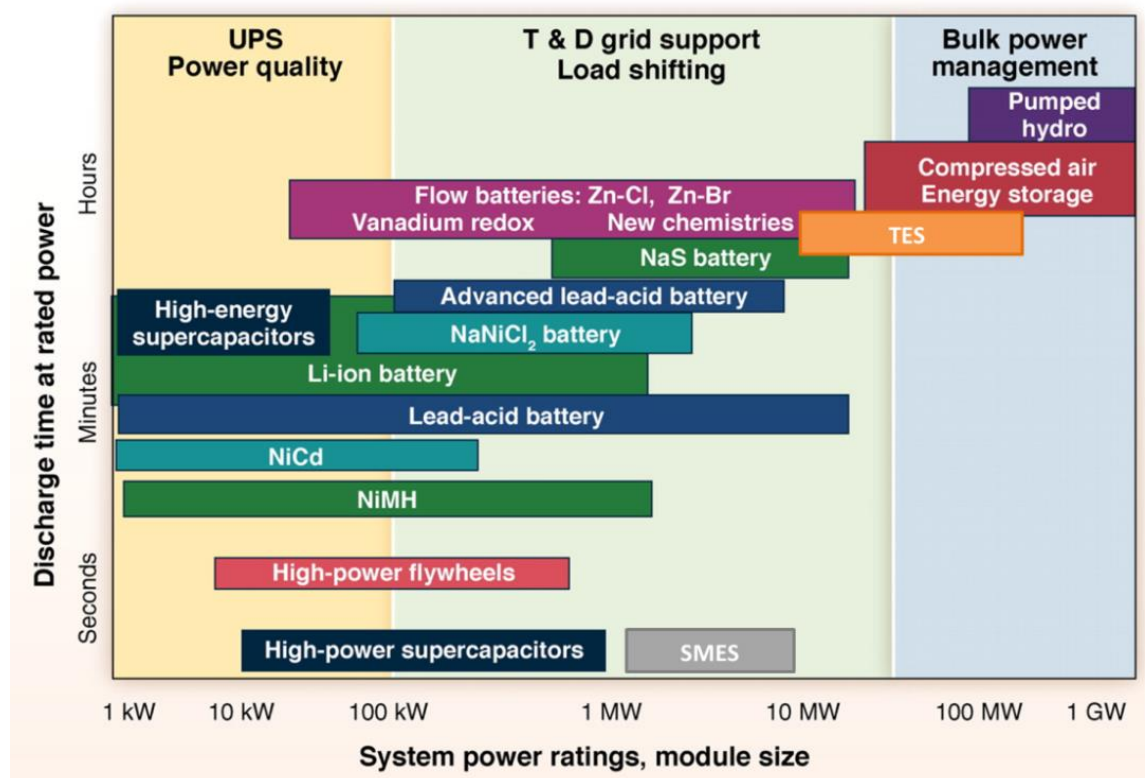 UPS
Power quality
T & D grid support
Load shifting
Bulk power
management
Pumped
hydro
Compressed air
Energy storage
Flow batteries: Zn-Cl, Zn-Br
Vanadium redox New chemistries
TES
NaS battery
Advanced lead-acid battery
High-energy
supercapacitors
NaNiCl₂ battery
Li-ion battery
Lead-acid battery
NiCd
NiMH
High-power flywheels
High-power supercapacitors
SMES
Discharge time at rated power
Hours
Minutes
Seconds
1 kW 10 kW 100 kW 1 MW 10 MW 100 MW 1 GW
System power ratings, module size